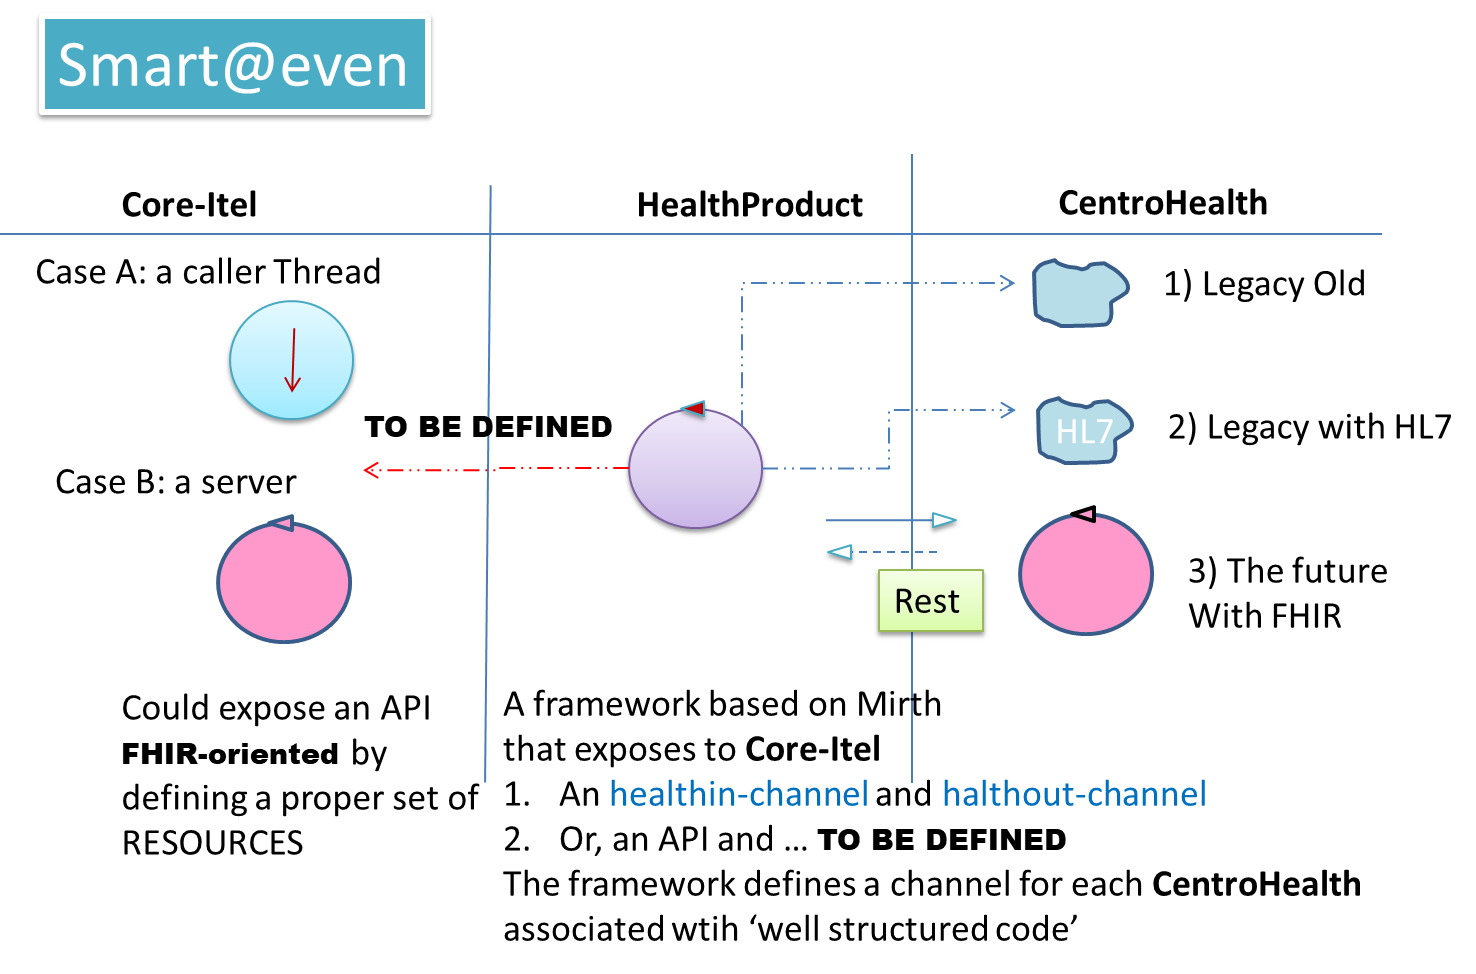 Smart@even
Core-Itel
HealthProduct
CentroHealth
Case A: a caller Thread
1) Legacy Old
TO BE DEFINED
HL7
2) Legacy with HL7
Case B: a server
Rest
3) The future
With FHIR
Could expose an API
FHIR-oriented by
defining a proper set of
RESOURCES
A framework based on Mirth
that exposes to Core-Itel
1. An healthin-channel and halthout-channel
2. Or, an API and ... TO BE DEFINED
The framework defines a channel for each CentroHealth
associated wtih ‘well structured code’